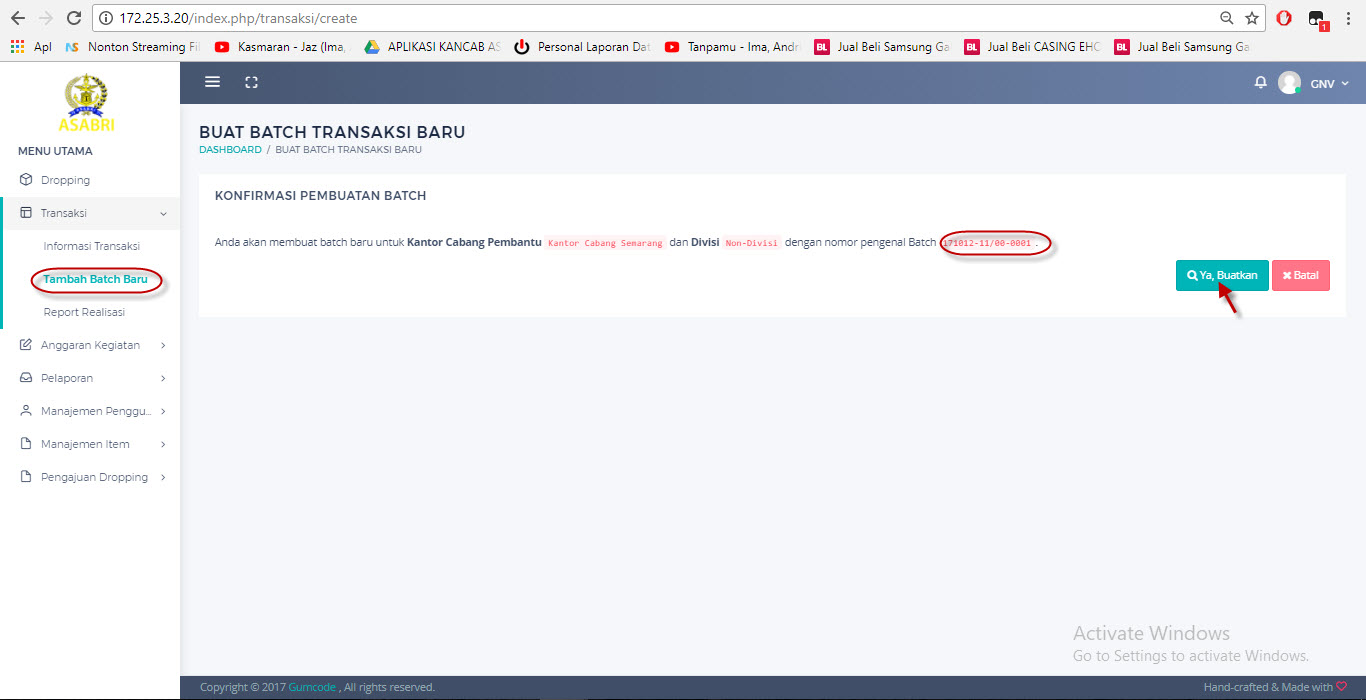 172.25.3.20/index.php/transaksi/create
Apl Nonton Streaming Fil Kasmaran - Jaz (Ima, APLIKASI KANCAB AS Personal Laporan Dat Tanpamu - Ima, Andri BL Jual Beli Samsung Ga BL Jual Beli CASING EHC BL Jual Beli Samsung Ga
1
ASABRI
GNV
MENU UTAMA
Dropping
Transaksi
Informasi Transaksi
Tambah Batch Baru
Report Realisasi
Anggaran Kegiatan
Pelaporan
Manajemen Penggu...
Manajemen Item
Pengajuan Dropping
BUAT BATCH TRANSAKSI BARU
DASHBOARD / BUAT BATCH TRANSAKSI BARU
KONFIRMASI PEMBUATAN BATCH
Anda akan membuat batch baru untuk Kantor Cabang Pembantu Kantor Cabang Semarang dan Divisi Non-Divisi dengan nomor pengenal Batch 171012-11/00-0001 .
Ya, Buatkan Batal
Activate Windows
Go to Settings to activate Windows.
Copyright © 2017 Gumcode , All rights reserved. Hand-crafted & Made with